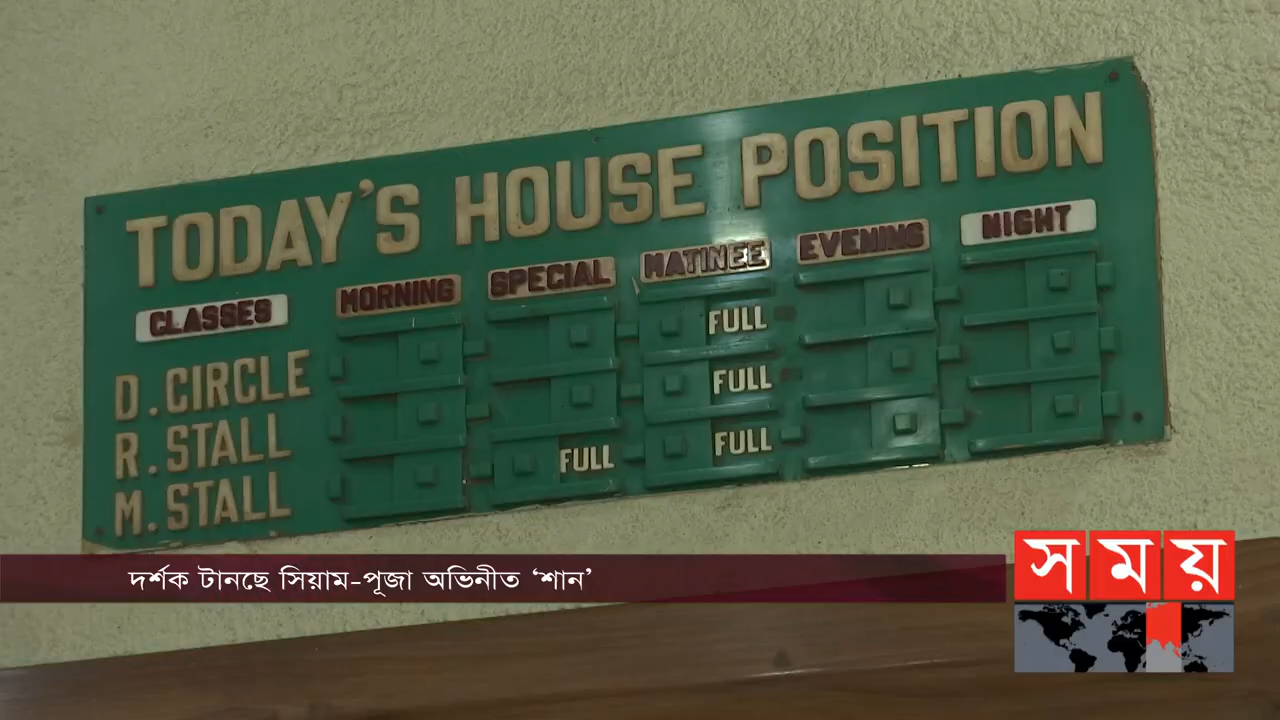 TODAY'S HOUSE POSITION
CLASSES MORNING SPECIAL MATINEE EVENING NIGHT
D. CIRCLE FULL
R. STALL FULL
M. STALL FULL FULL
দর্শক টানছে সিয়াম-পূজা অভিনীত ‘শান’
সময়